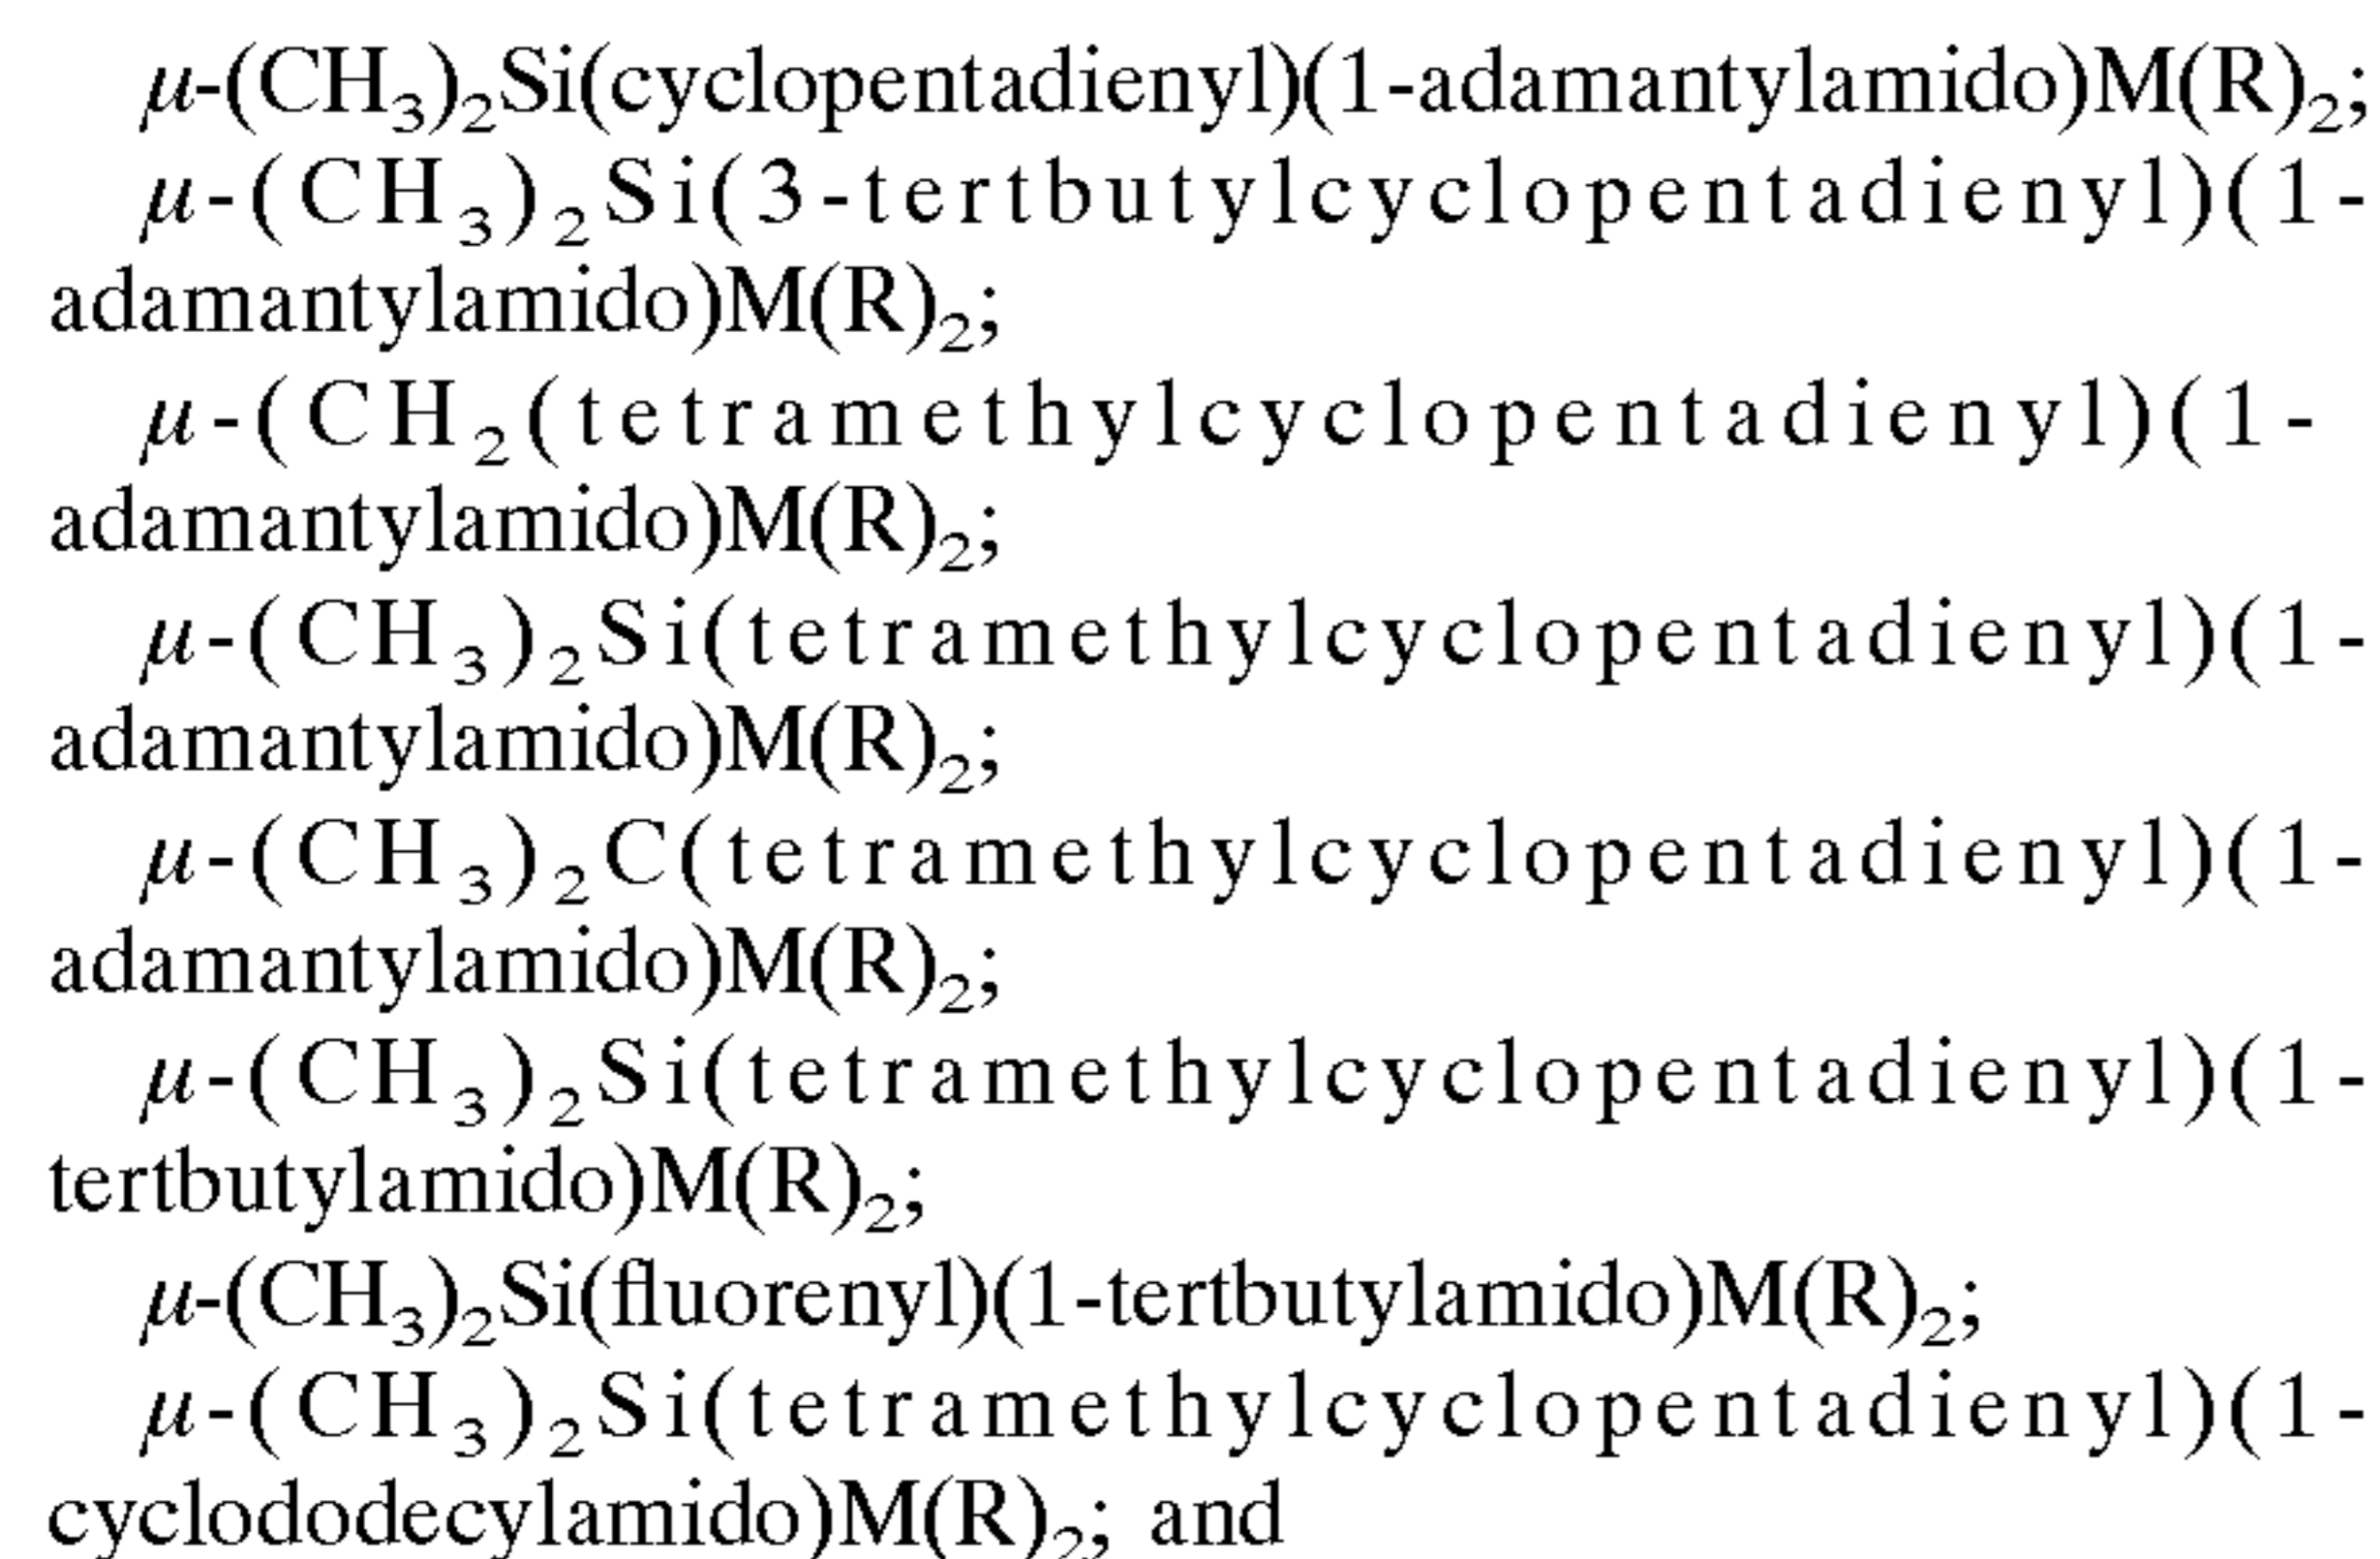 μ-(CH₃)₂Si(cyclopentadienyl)(1-adamantylamido)M(R)₂;
μ-(CH₃)₂Si(3-tertbutylcyclopentadienyl)(1-
adamantylamido)M(R)₂;
μ-(CH₂(tetramethylcyclopentadienyl)(1-
adamantylamido)M(R)₂;
μ-(CH₃)₂Si(tetramethylcyclopentadienyl)(1-
adamantylamido)M(R)₂;
μ-(CH₃)₂C(tetramethylcyclopentadienyl)(1-
adamantylamido)M(R)₂;
μ-(CH₃)₂Si(tetramethylcyclopentadienyl)(1-
tertbutylamido)M(R)₂;
μ-(CH₃)₂Si(fluorenyl)(1-tertbutylamido)M(R)₂;
μ-(CH₃)₂Si(tetramethylcyclopentadienyl)(1-
cyclododecylamido)M(R)₂; and